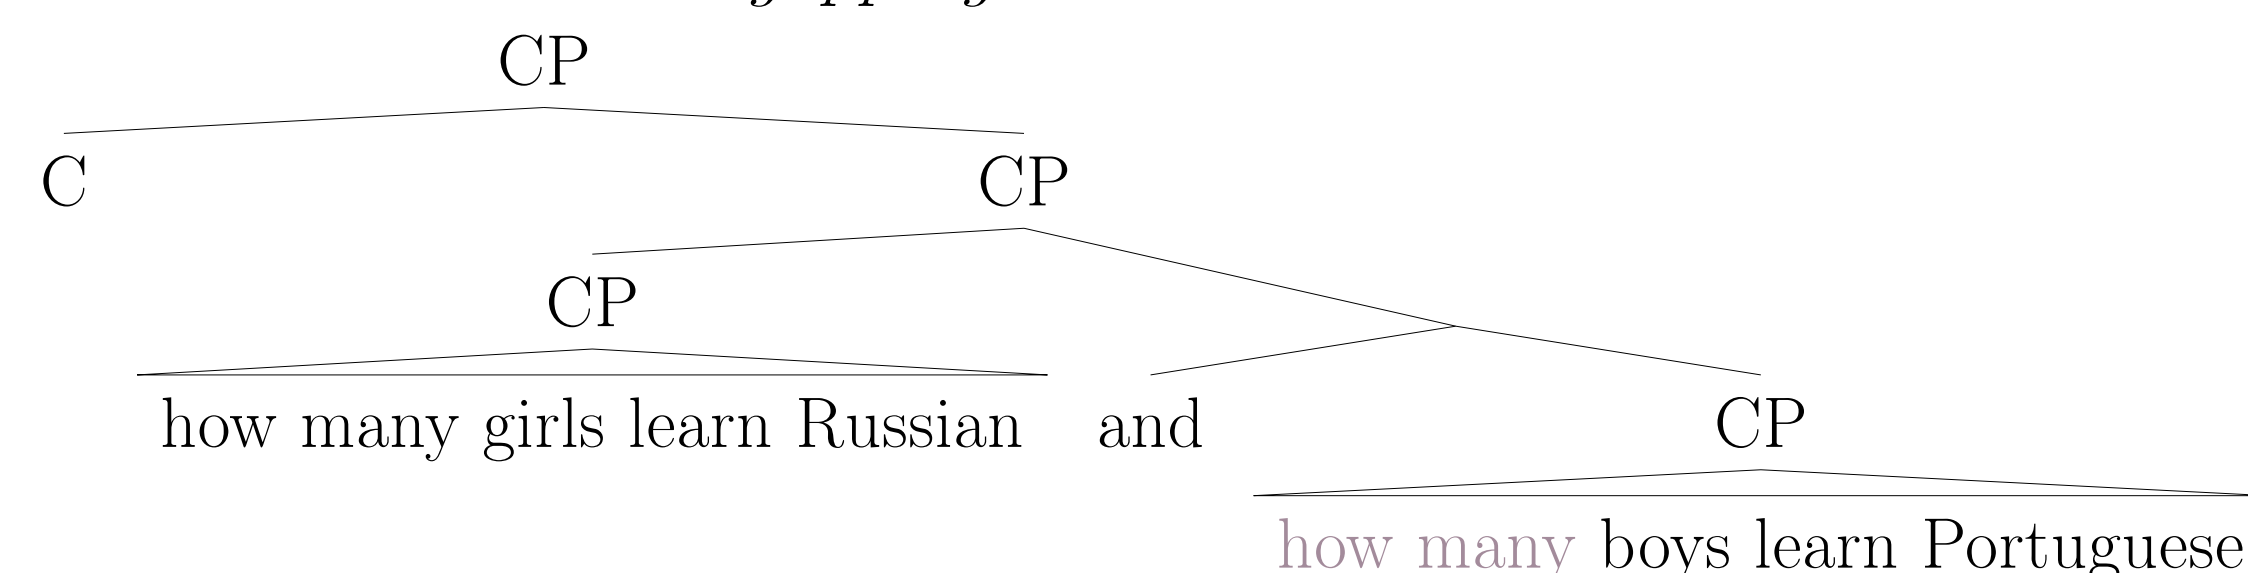 CP
C CP
CP
how many girls learn Russian and CP
how many boys learn Portuguese